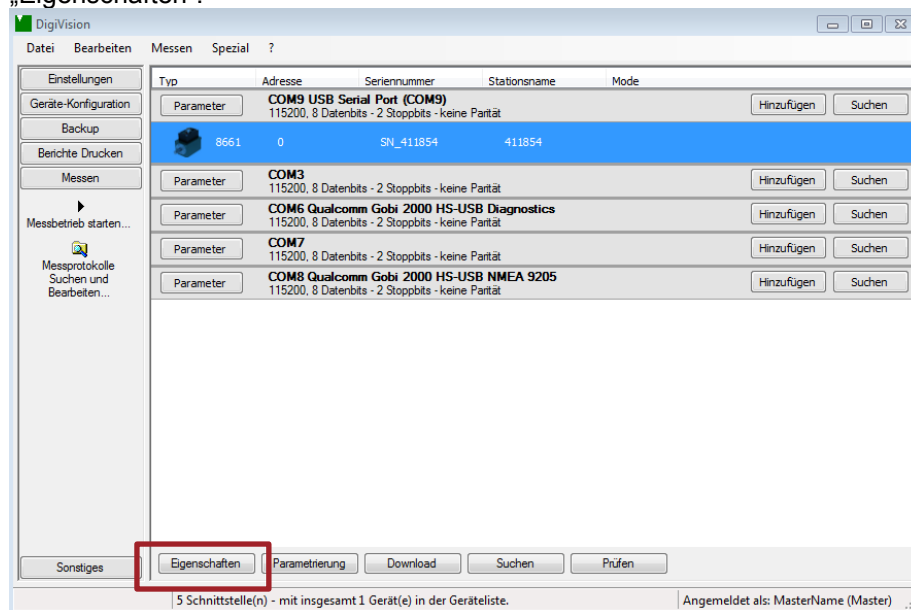 „Eigenschaften“.
DigiVision
Datei Bearbeiten Messen Spezial ?
Einstellungen
Geräte-Konfiguration
Backup
Berichte Drucken
Messen
Messbetrieb starten...
Messprotokolle
Suchen und
Bearbeiten...
Sonstiges
Typ Adresse Seriennummer Stationsname Mode
Parameter COM9 USB Serial Port (COM9) Hinzufügen Suchen
115200, 8 Datenbits - 2 Stoppbits - keine Parität
8661 0 SN_411854 411854
Parameter COM3 Hinzufügen Suchen
115200, 8 Datenbits - 2 Stoppbits - keine Parität
Parameter COM6 Qualcomm Gobi 2000 HS-USB Diagnostics Hinzufügen Suchen
115200, 8 Datenbits - 2 Stoppbits - keine Parität
Parameter COM7 Hinzufügen Suchen
115200, 8 Datenbits - 2 Stoppbits - keine Parität
Parameter COM8 Qualcomm Gobi 2000 HS-USB NMEA 9205 Hinzufügen Suchen
115200, 8 Datenbits - 2 Stoppbits - keine Parität
Eigenschaften Parametrierung Download Suchen Prüfen
5 Schnittstelle(n) - mit insgesamt 1 Gerät(e) in der Geräteliste. Angemeldet als: MasterName (Master)